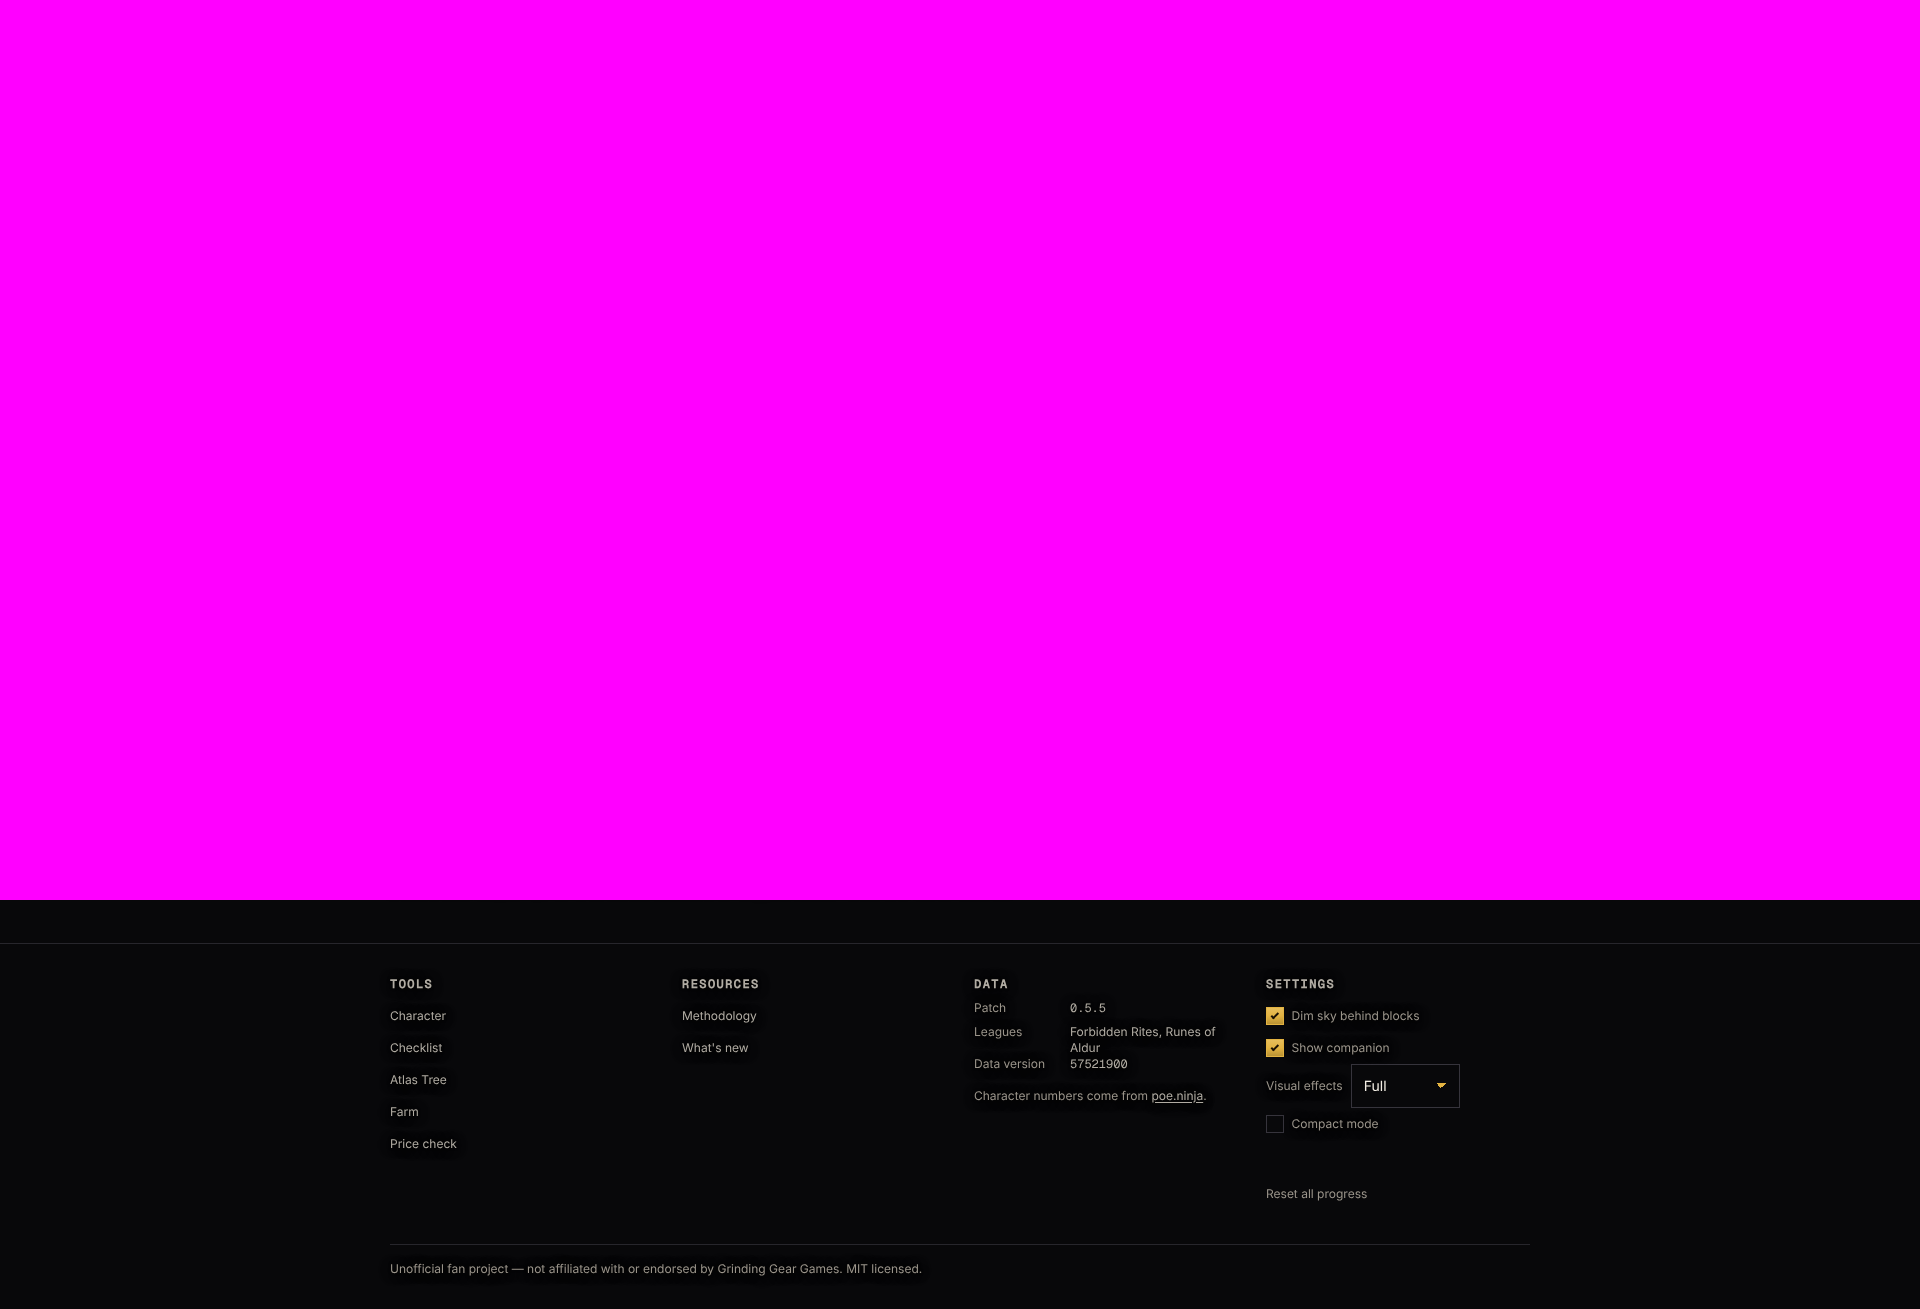 TOOLS
Character
Checklist
Atlas Tree
Farm
Price check
RESOURCES
Methodology
What's new
DATA
Patch 0.5.5
Leagues Forbidden Rites, Runes of
Aldur
Data version 57521900
Character numbers come from poe.ninja.
SETTINGS
Dim sky behind blocks
Show companion
Visual effects Full
Compact mode
Reset all progress
Unofficial fan project — not affiliated with or endorsed by Grinding Gear Games. MIT licensed.